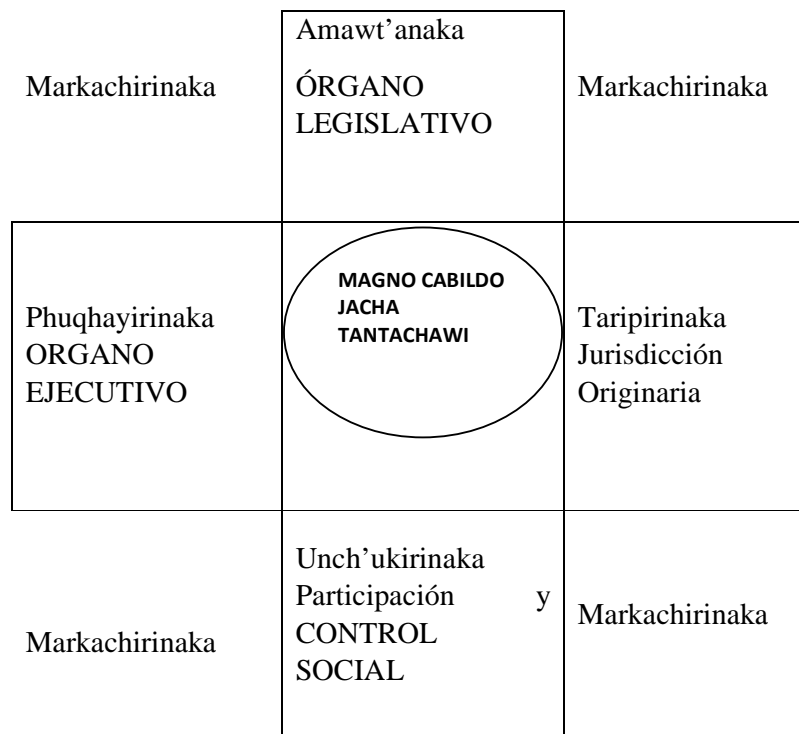 Amawt’anaka
Markachirinaka
ÓRGANO
LEGISLATIVO
Markachirinaka
Phuqhayirinaka
ORGANO
EJECUTIVO
MAGNO CABILDO
JACHA
TANTACHAWI
Taripirinaka
Jurisdicción
Originaria
Markachirinaka
Unch’ukirinaka
Participación y
CONTROL
SOCIAL
Markachirinaka